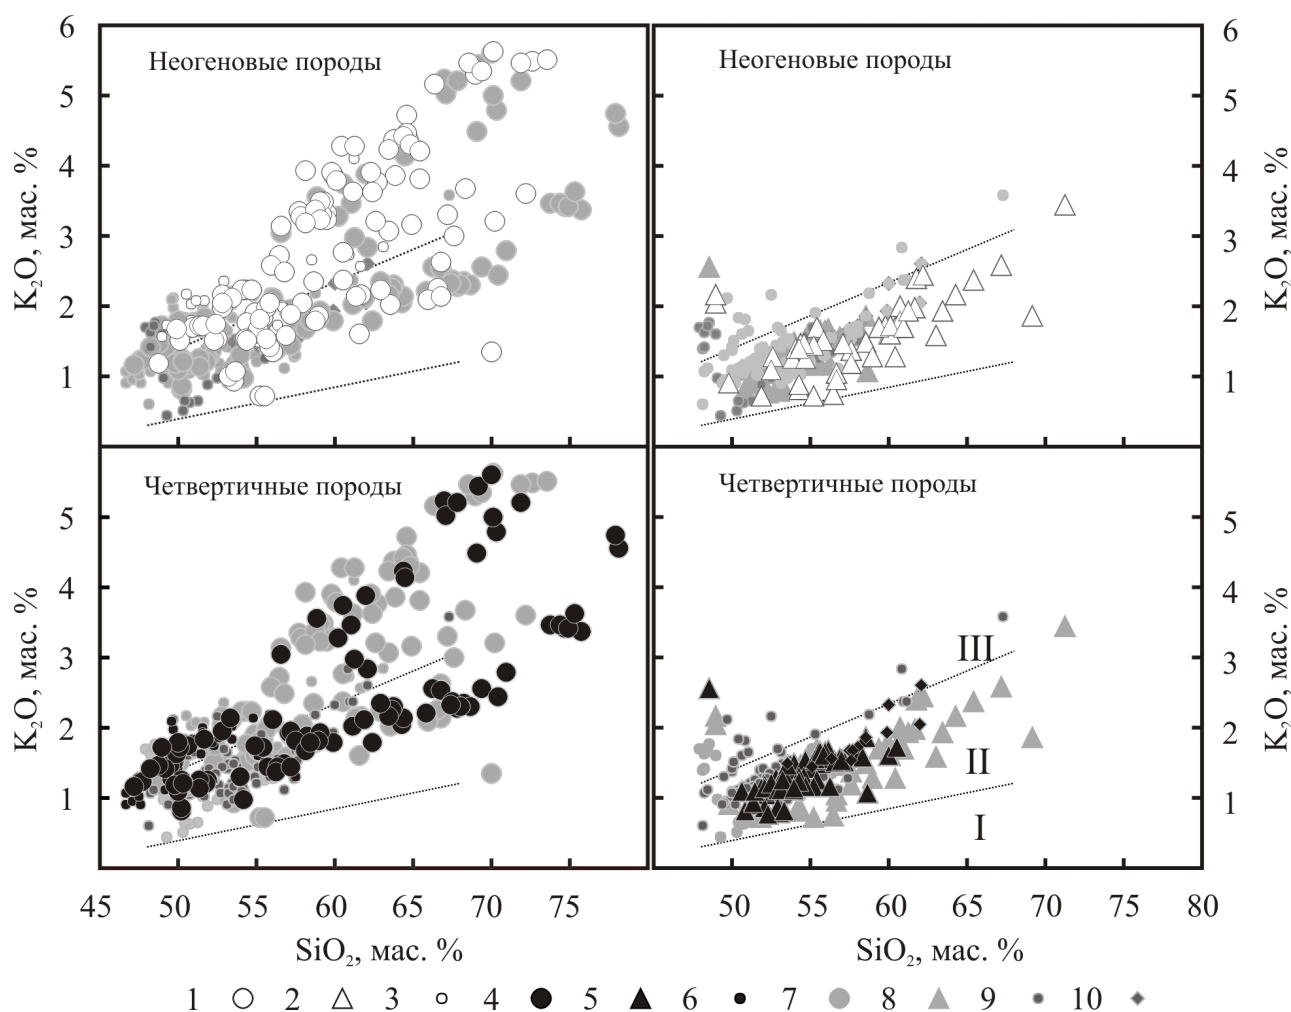 6
Неогеновые породы
Неогеновые породы
6
5
5
4
4
K₂O, мас. %
K₂O, мас. %
3
3
2
2
1
1
Четвертичные породы
Четвертичные породы
5
5
4
4
K₂O, мас. %
K₂O, мас. %
III
3
3
2
2
II
1
1
I
45 50 55 60 65 70 75 50 55 60 65 70 75 80
SiO₂, мас. % SiO₂, мас. %
1 2 3 4 5 6 7 8 9 10